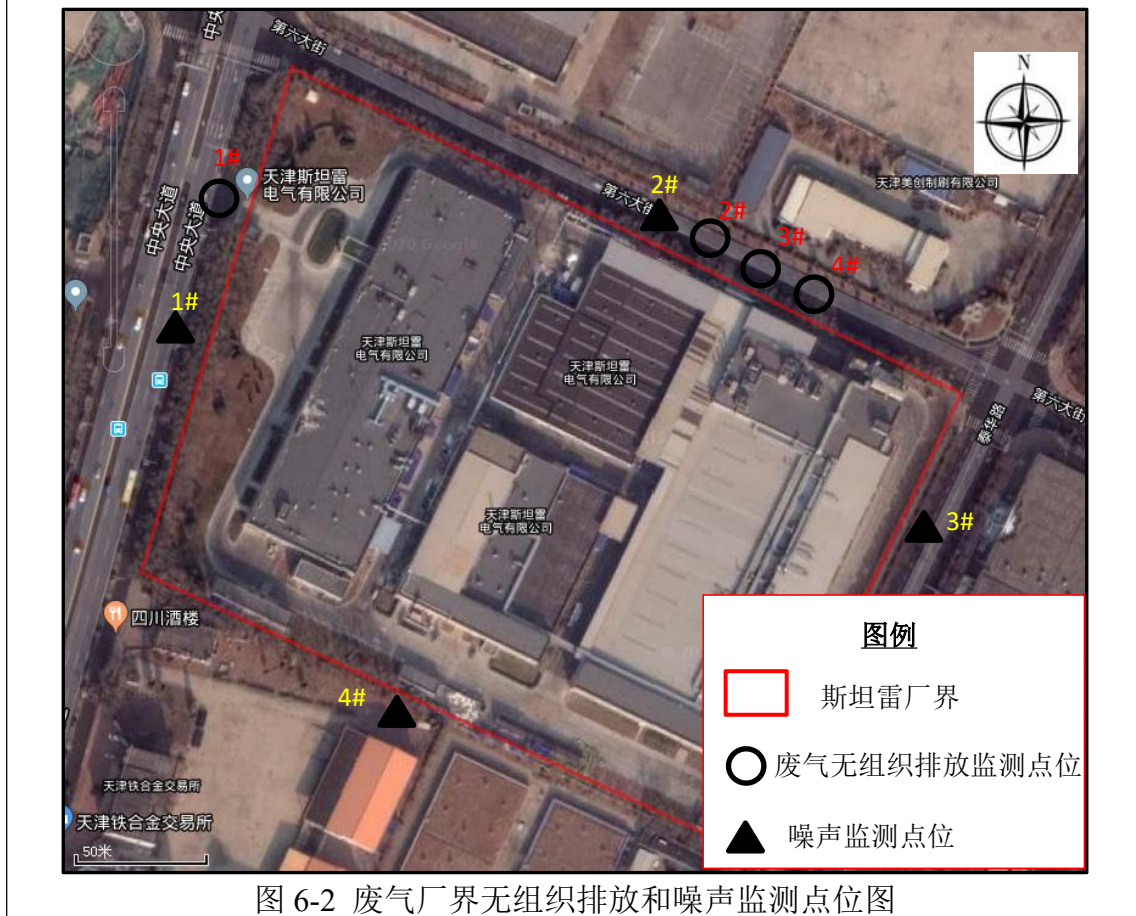 中央
第六大街
N
1#
天津斯坦雷
电气有限公司
2#
天津美创制刷有限公司
第六大街
2#
3#
4#
中央大道
中央大道
1#
天津斯坦雷
电气有限公司
天津斯坦雷
电气有限公司
第六大街
泰华路
天津斯坦雷
电气有限公司
3#
四川酒楼
图例
斯坦雷厂界
4#
废气无组织排放监测点位
天津铁合金交易所
天津铁合金交易所
噪声监测点位
50米
图 6-2 废气厂界无组织排放和噪声监测点位图